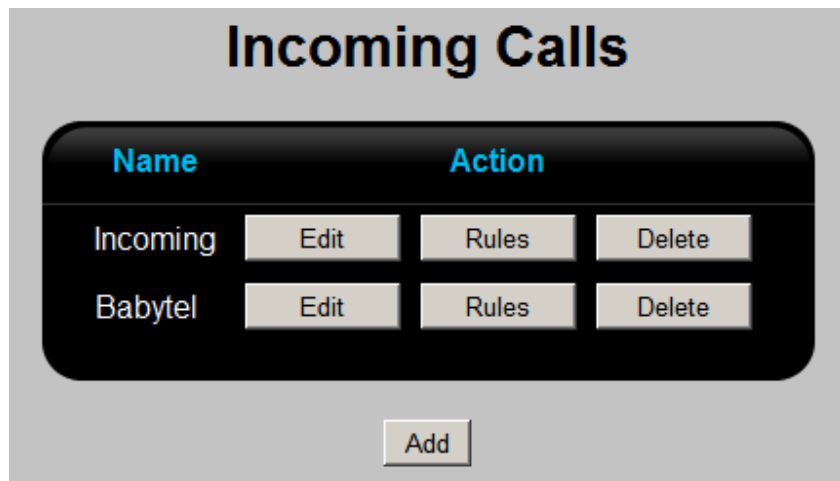 Incoming Calls
Name Action
Incoming Edit Rules Delete
Babytel Edit Rules Delete
Add